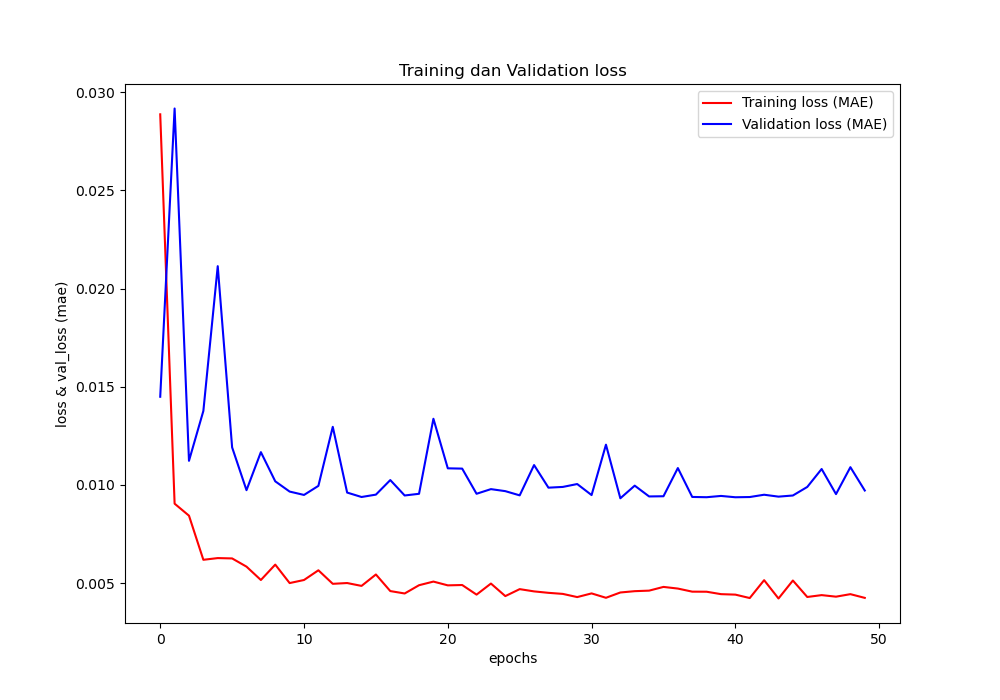 Training dan Validation loss
Training loss (MAE)
Validation loss (MAE)
0.030
0.025
0.020
0.015
0.010
0.005
loss & val_loss (mae)
0
10
20
30
40
50
epochs